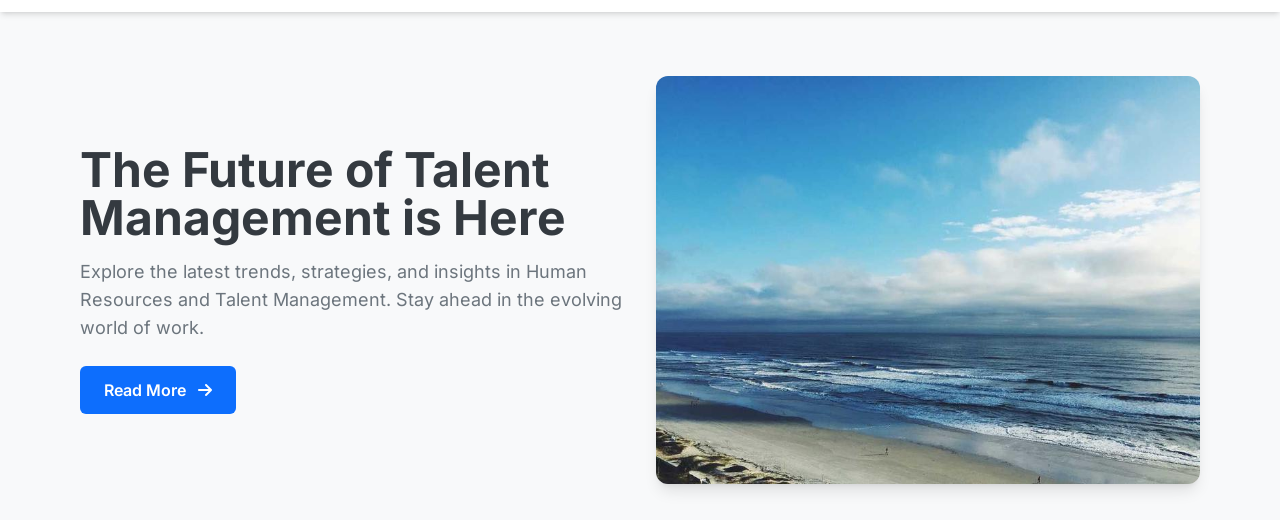 The Future of Talent
Management is Here
Explore the latest trends, strategies, and insights in Human
Resources and Talent Management. Stay ahead in the evolving
world of work.
Read More